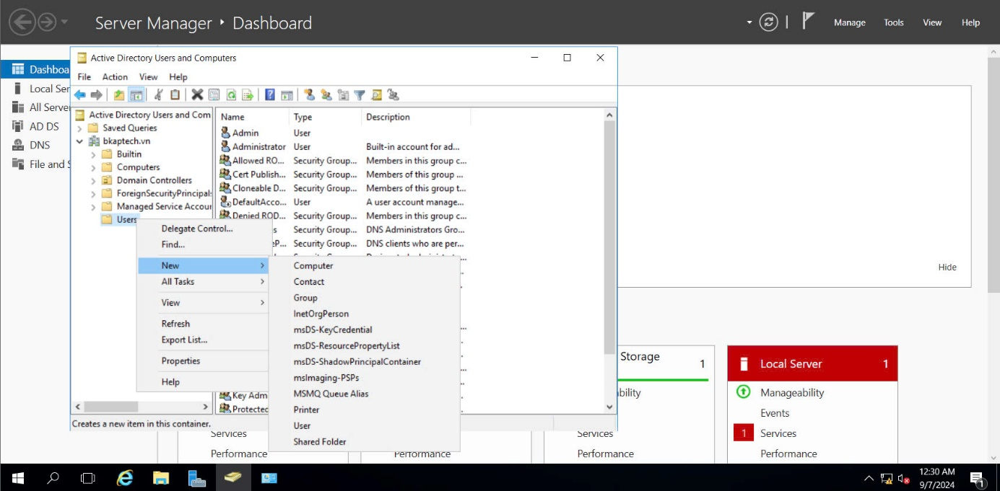 Server Manager ‣ Dashboard
Manage Tools View Help
Dashboa
Local Ser
All Server
AD DS
DNS
File and S
Active Directory Users and Computers
File Action View Help
Active Directory Users and Com
Saved Queries
bkaptech.vn
Builtin
Computers
Domain Controllers
ForeignSecurityPrincipals
Managed Service Accour
Users
Name Type Description
Admin User
Administrator User Built-in account for ad...
Allowed RO... Security Group... Members in this group c...
Cert Publish... Security Group... Members of this group ...
Cloneable D... Security Group... Members of this group t...
DefaultAcco... User A user account manage...
Denied ROD... Security Group... Members in this group c...
Security Group... DNS Administrators Gro...
Security Group... DNS clients who are per...
Key Adm
Protected
Delegate Control...
Find...
New
All Tasks
View
Refresh
Export List...
Properties
Help
Computer
Contact
Group
InetOrgPerson
msDS-KeyCredential
msDS-ResourcePropertyList
msDS-ShadowPrincipalContainer
msImaging-PSPs
MSMQ Queue Alias
Printer
User
Shared Folder
Creates a new item in this container.
Hide
Services
Performance
Performance
Storage 1
bility
Services
Performance
Local Server 1
Manageability
Events
1 Services
Performance
12:30 AM
9/7/2024
1